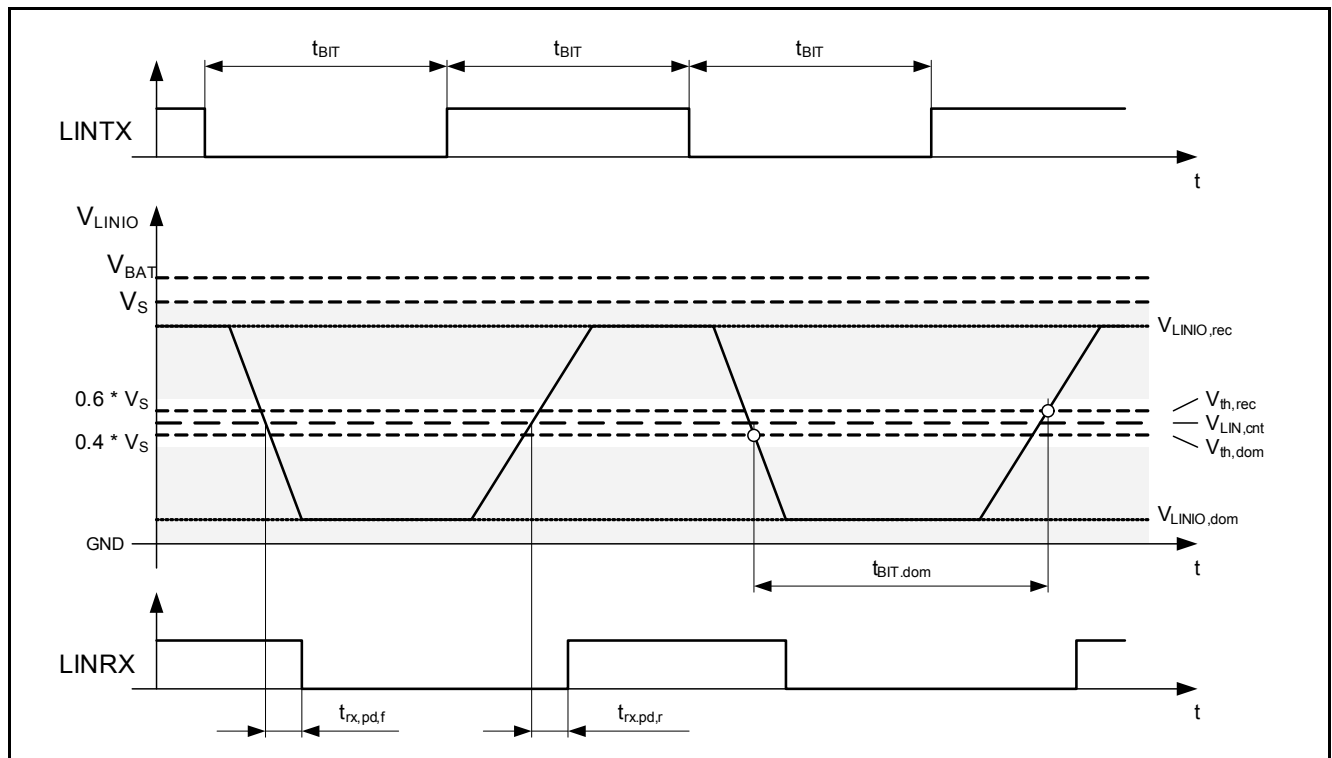 tBIT tBIT tBIT
LINTX
t
VLINIO
VBAT
VS
VLINIO,rec
0.6 * VS
Vth,rec
VLIN,cnt
0.4 * VS
Vth,dom
VLINIO,dom
GND
t
tBIT.dom
LINRX
t
trx,pd,f trx.pd,r